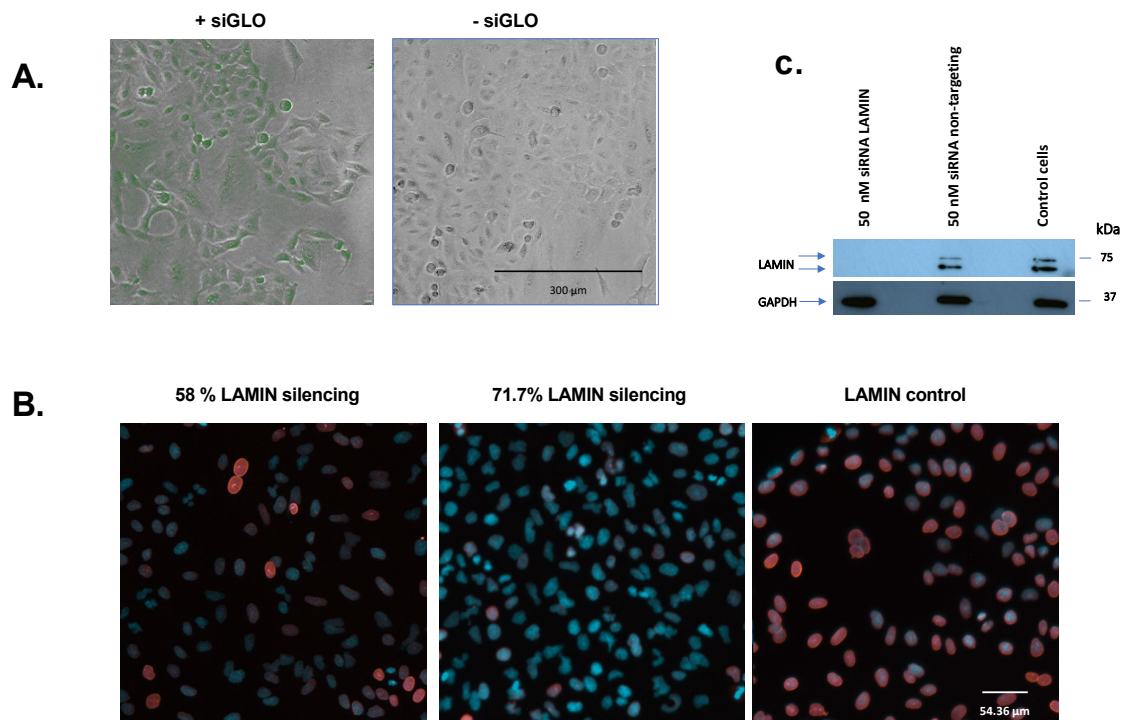 + siGLO
- siGLO
A.
300 µm
c.
50 nM siRNA LAMIN
50 nM siRNA non-targeting
Control cells
kDa
LAMIN
75
GAPDH
37
B.
58 % LAMIN silencing
71.7% LAMIN silencing
LAMIN control
54.36 µm